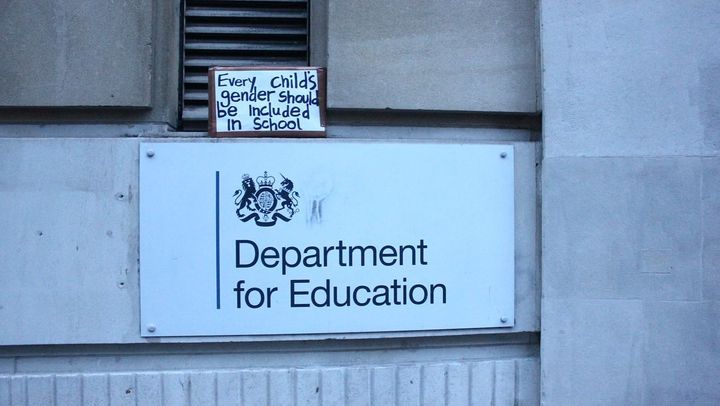 Every Child's
gender should
be included
in School
Department
for Education